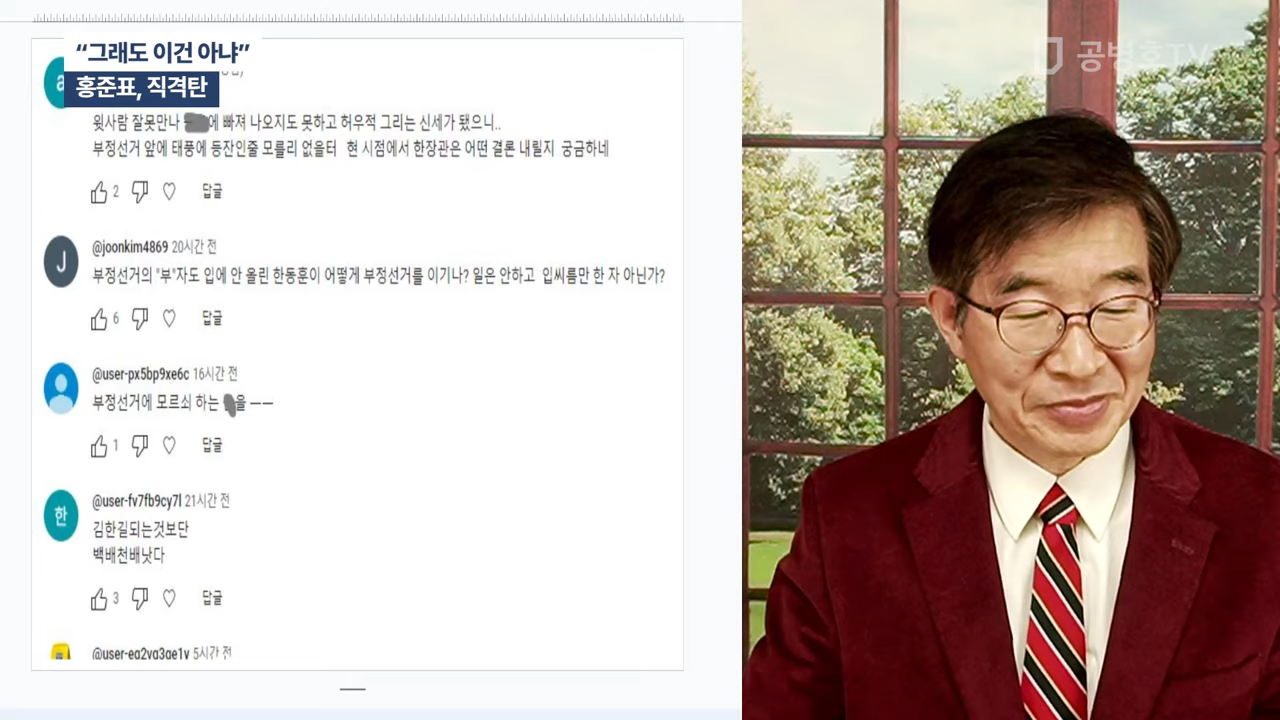 “그래도 이건 아냐”
홍준표, 직격탄
공병호TV
윗사람 잘못만나 에 빠져 나오지도 못하고 허우적 그리는 신세가 됐으니..
부정선거 앞에 태풍에 등잔인줄 모를리 없을터 현 시점에서 한장관은 어떤 결론 내릴지 궁금하네
2 답글
J
@joonkim4869 20시간 전
부정선거의 "부"자도 입에 안 올린 한동훈이 어떻게 부정선거를 이기나? 일은 안하고 입씨름만 한 자 아닌가?
6 답글
@user-px5bp9xe6c 16시간 전
부정선거에 모르쇠 하는 을 ㅡㅡ
1 답글
한
@user-fv7fb9cy7l 21시간 전
김한길되는것보단
백배천배낫다
3 답글
5시간 전